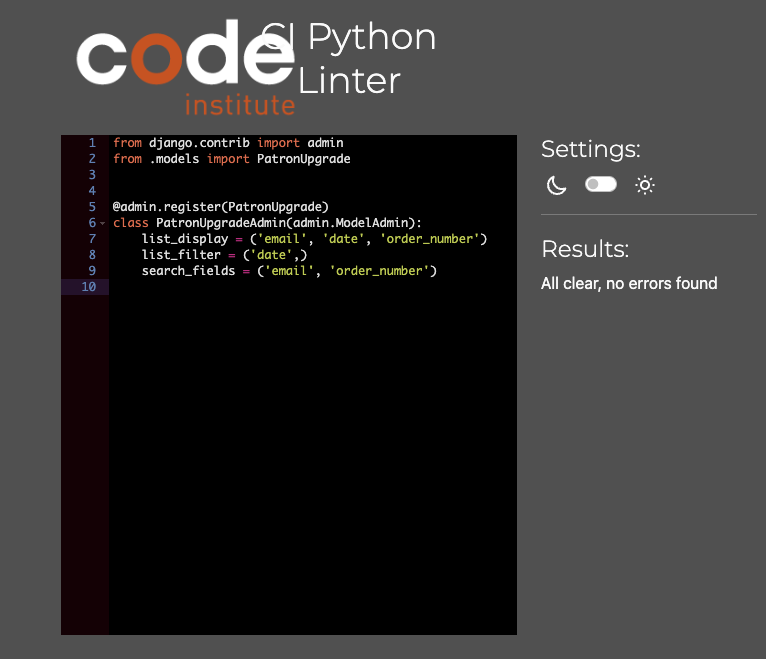 code
institute
CI Python
Linter
1 from django.contrib import admin
2 from .models import PatronUpgrade
3
4
5 @admin.register(PatronUpgrade)
6 class PatronUpgradeAdmin(admin.ModelAdmin):
7     list_display = ('email', 'date', 'order_number')
8     list_filter = ('date',)
9     search_fields = ('email', 'order_number')
10
Settings:
Results:
All clear, no errors found